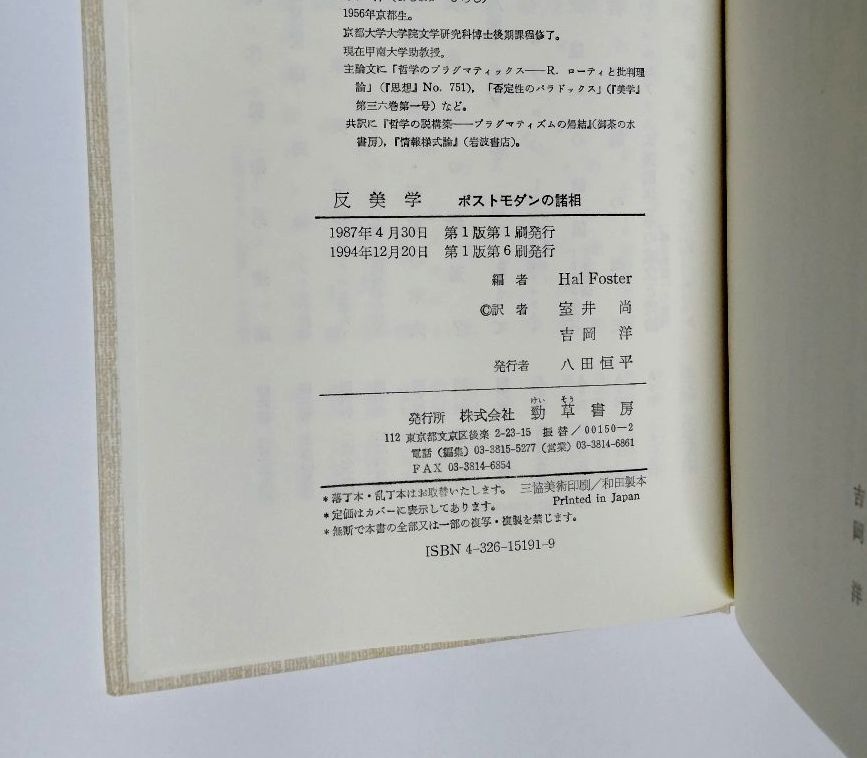 1956年京都生。
京都大学大学院文学研究科博士後期課程修了。
現在甲南大学助教授。
主論文に「哲学のプラグマティックス——R. ローティと批判理
論」(『思想』No. 751),「否定性のパラドックス」(『美学』
第三六巻第一号) など。
共訳に『哲学の脱構築——プラグマティズムの帰結』(御茶の水
書房),『情報様式論』(岩波書店)。
反美学 ポストモダンの諸相
1987年4月30日 第1版第1刷発行
1994年12月20日 第1版第6刷発行
編者 Hal Foster
©訳者 室井尚
吉岡洋
発行者 八田恒平
けい そう
発行所 株式会社 勁草書房
112 東京都文京区後楽 2-23-15 振替/00150-2
電話 (編集) 03-3815-5277 (営業) 03-3814-6861
FAX 03-3814-6854
*落丁本・乱丁本はお取替いたします。 三協美術印刷/和田製本
*定価はカバーに表示してあります。 Printed in Japan
*無断で本書の全部又は一部の複写・複製を禁じます。
ISBN 4-326-15191-9
吉岡洋